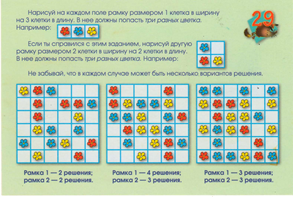 Нарисуй на каждом поле рамку размером 1 клетка в ширину
на 3 клетки в длину. В нее должны попасть три разных цветка.
Например:
29
Если ты справился с этим заданием, нарисуй другую
рамку размером 2 клетки в ширину на 2 клетки в длину.
В нее должны попасть три разных цветка. Например:
Не забывай, что в каждом случае может быть несколько вариантов решения.
Рамка 1 — 2 решения;
рамка 2 — 2 решения.
Рамка 1 — 4 решения;
рамка 2 — 3 решения.
Рамка 1 — 3 решения;
рамка 2 — 3 решения.